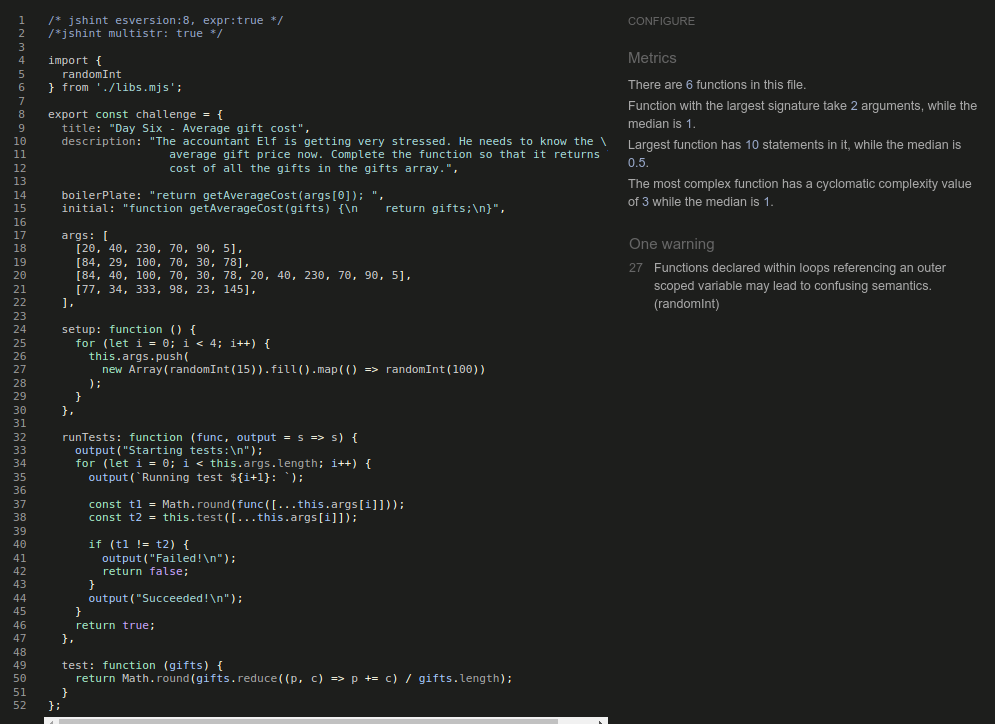 CONFIGURE
1 /* jshint esversion:8, expr:true */
2 /*jshint multistr: true */
3
4 import {
5   randomInt
6 } from './libs.mjs';
7
8 export const challenge = {
9   title: "Day Six - Average gift cost",
10   description: "The accountant Elf is getting very stressed. He needs to know the \
11                   average gift price now. Complete the function so that it returns
12                   cost of all the gifts in the gifts array.",
13
14   boilerPlate: "return getAverageCost(args[0]); ",
15   initial: "function getAverageCost(gifts) {\n    return gifts;\n}",
16
17   args: [
18     [20, 40, 230, 70, 90, 5],
19     [84, 29, 100, 70, 30, 78],
20     [84, 40, 100, 70, 30, 78, 20, 40, 230, 70, 90, 5],
21     [77, 34, 333, 98, 23, 145],
22   ],
23
24   setup: function () {
25     for (let i = 0; i < 4; i++) {
26       this.args.push(
27         new Array(randomInt(15)).fill().map(() => randomInt(100))
28       );
29     }
30   },
31
32   runTests: function (func, output = s => s) {
33     output("Starting tests:\n");
34     for (let i = 0; i < this.args.length; i++) {
35       output(`Running test ${i+1}: `);
36
37       const t1 = Math.round(func([...this.args[i]]));
38       const t2 = this.test([...this.args[i]]);
39
40       if (t1 != t2) {
41         output("Failed!\n");
42         return false;
43       }
44       output("Succeeded!\n");
45     }
46     return true;
47   },
48
49   test: function (gifts) {
50     return Math.round(gifts.reduce((p, c) => p += c) / gifts.length);
51   }
52 };
Metrics
There are 6 functions in this file.
Function with the largest signature take 2 arguments, while the
median is 1.
Largest function has 10 statements in it, while the median is
0.5.
The most complex function has a cyclomatic complexity value
of 3 while the median is 1.
One warning
27 Functions declared within loops referencing an outer
scoped variable may lead to confusing semantics.
(randomInt)